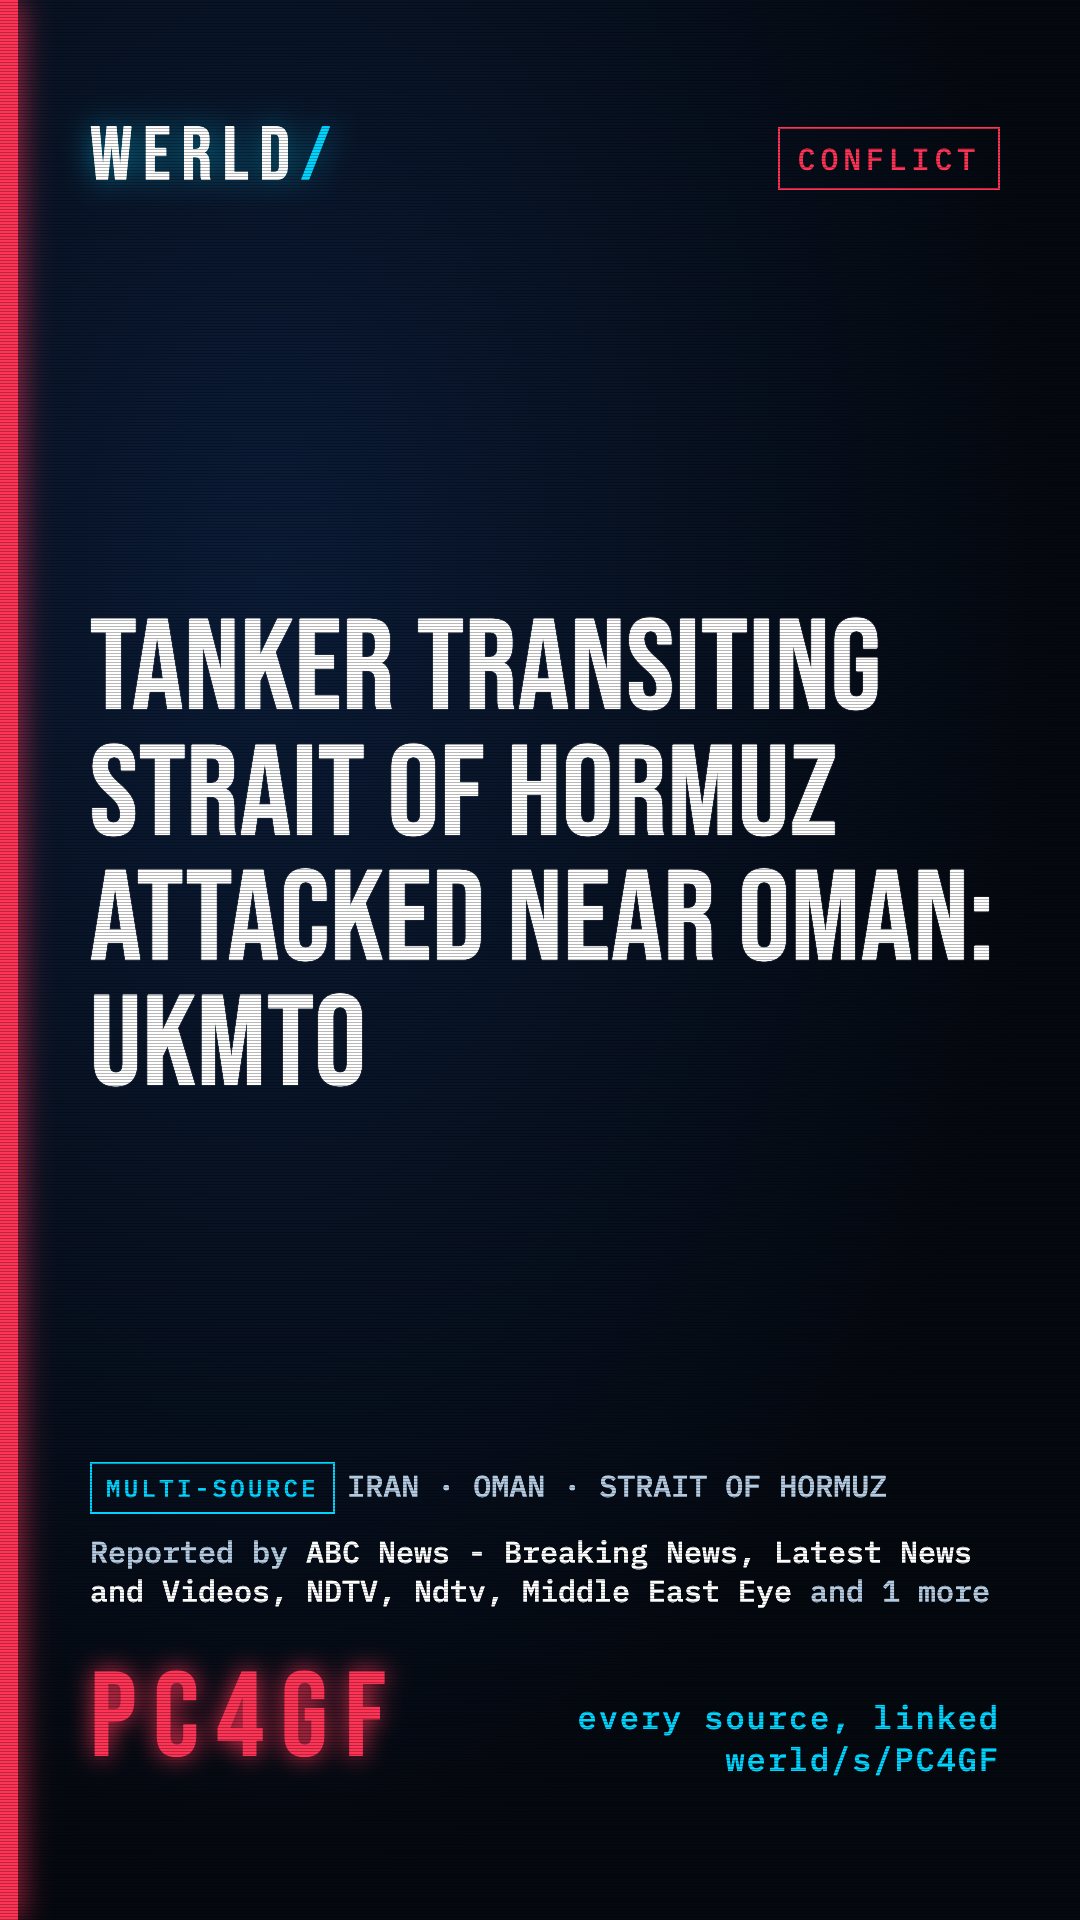 WERLD/
CONFLICT
TANKER TRANSITING
STRAIT OF HORMUZ
ATTACKED NEAR OMAN:
UKMTO
MULTI-SOURCE IRAN · OMAN · STRAIT OF HORMUZ
Reported by ABC News - Breaking News, Latest News
and Videos, NDTV, Ndtv, Middle East Eye and 1 more
PC4GF
every source, linked
werld/s/PC4GF